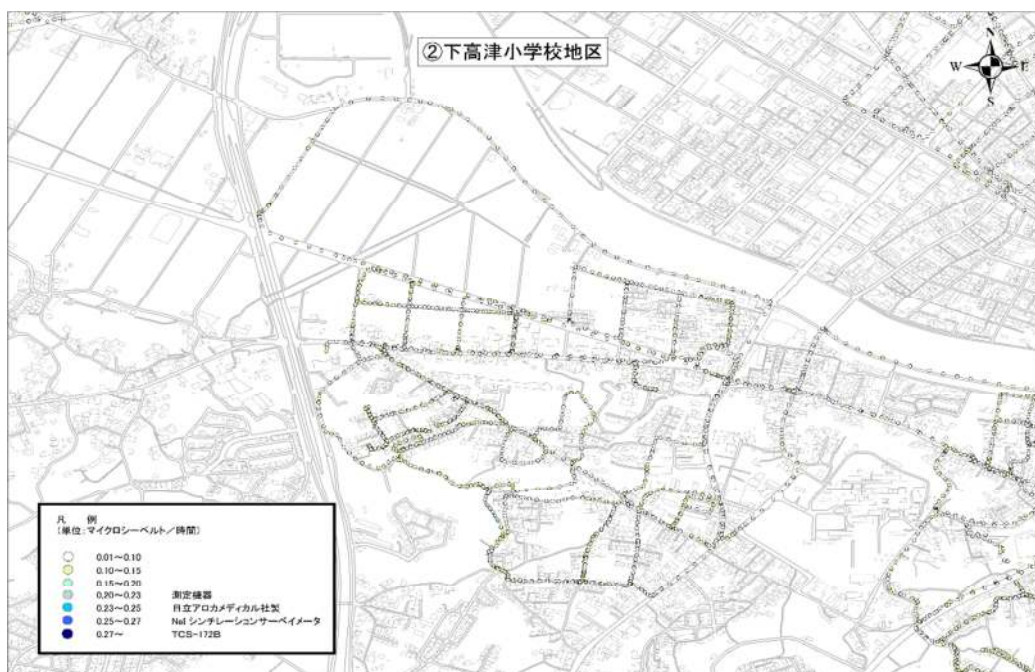 ②下高津小学校地区
N
W E
S
凡 例
(単位:マイクロシーベルト/時間)
0.01~0.10
0.10~0.15
0.15~0.20
0.20~0.23 測定機器
0.23~0.25 日立アロカメディカル社製
0.25~0.27 NaIシンチレーションサーベイメータ
0.27~ TCS-172B